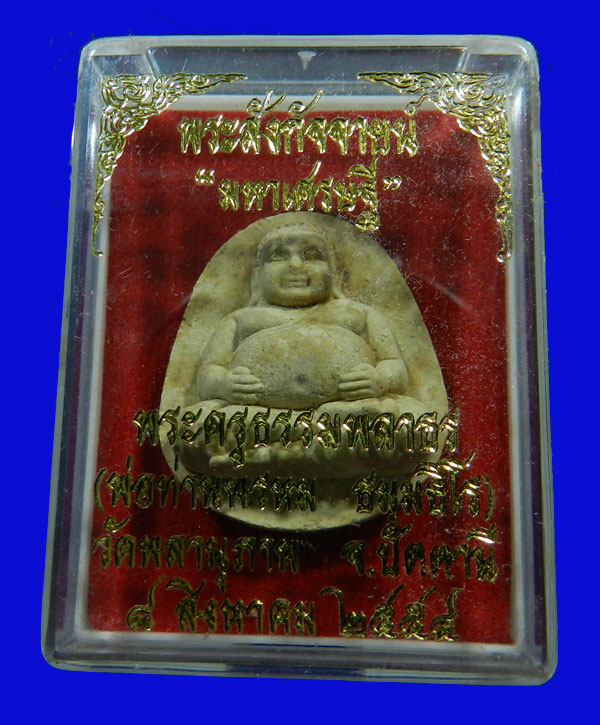 พระสังกัจจายน์
“มหาเศรษฐี”
พระครูธรรมพลาธร
(พ่อท่านพรหม ธมฺมธีโร)
วัดพลานุภาพ จ.ปัตตานี
๘ สิงหาคม ๒๕๕๔